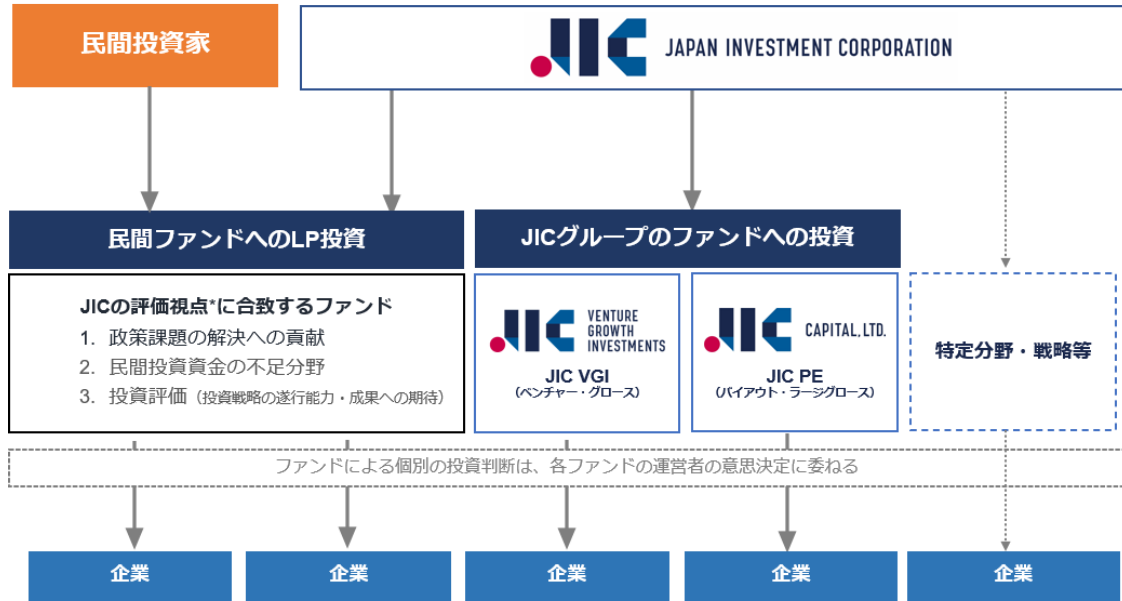 民間投資家
JIC JAPAN INVESTMENT CORPORATION
民間ファンドへのLP投資
JICグループのファンドへの投資
JICの評価視点*に合致するファンド
1. 政策課題の解決への貢献
2. 民間投資資金の不足分野
3. 投資評価（投資戦略の遂行能力・成果への期待）
JIC VENTURE
GROWTH
INVESTMENTS
JIC VGI
（ベンチャー・グロース）
JIC CAPITAL, LTD.
JIC PE
（バイアウト・ラージグロース）
特定分野・戦略等
ファンドによる個別の投資判断は、各ファンドの運営者の意思決定に委ねる
企業
企業
企業
企業
企業